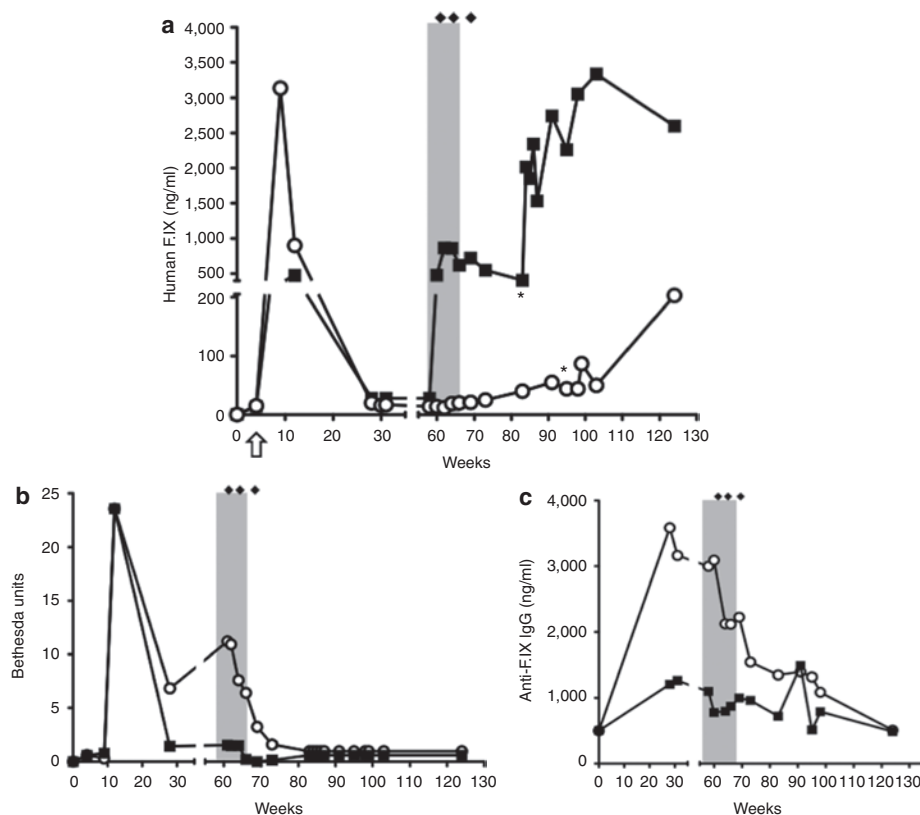 a
Human F.IX (ng/ml)
4,000
3,500
3,000
2,500
2,000
1,500
1,000
500
200
100
0
*
*
0 10 20 30 60 70 80 90 100 110 120 130
Weeks
b
Bethesda units
25
20
15
10
5
0
0 10 20 30 60 70 80 90 100 110 120 130
Weeks
c
Anti-F.IX IgG (ng/ml)
4,000
3,000
2,000
1,000
0
0 10 20 30 60 70 80 90 100 110 120 130
Weeks